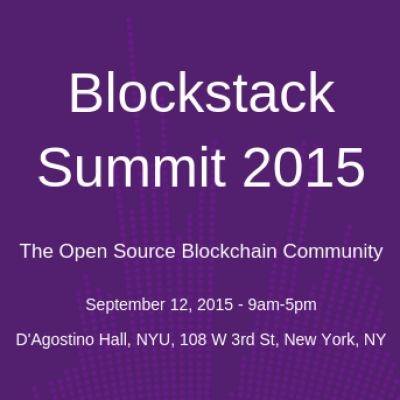 Blockstack
Summit 2015
The Open Source Blockchain Community
September 12, 2015 - 9am-5pm
D'Agostino Hall, NYU, 108 W 3rd St, New York, NY